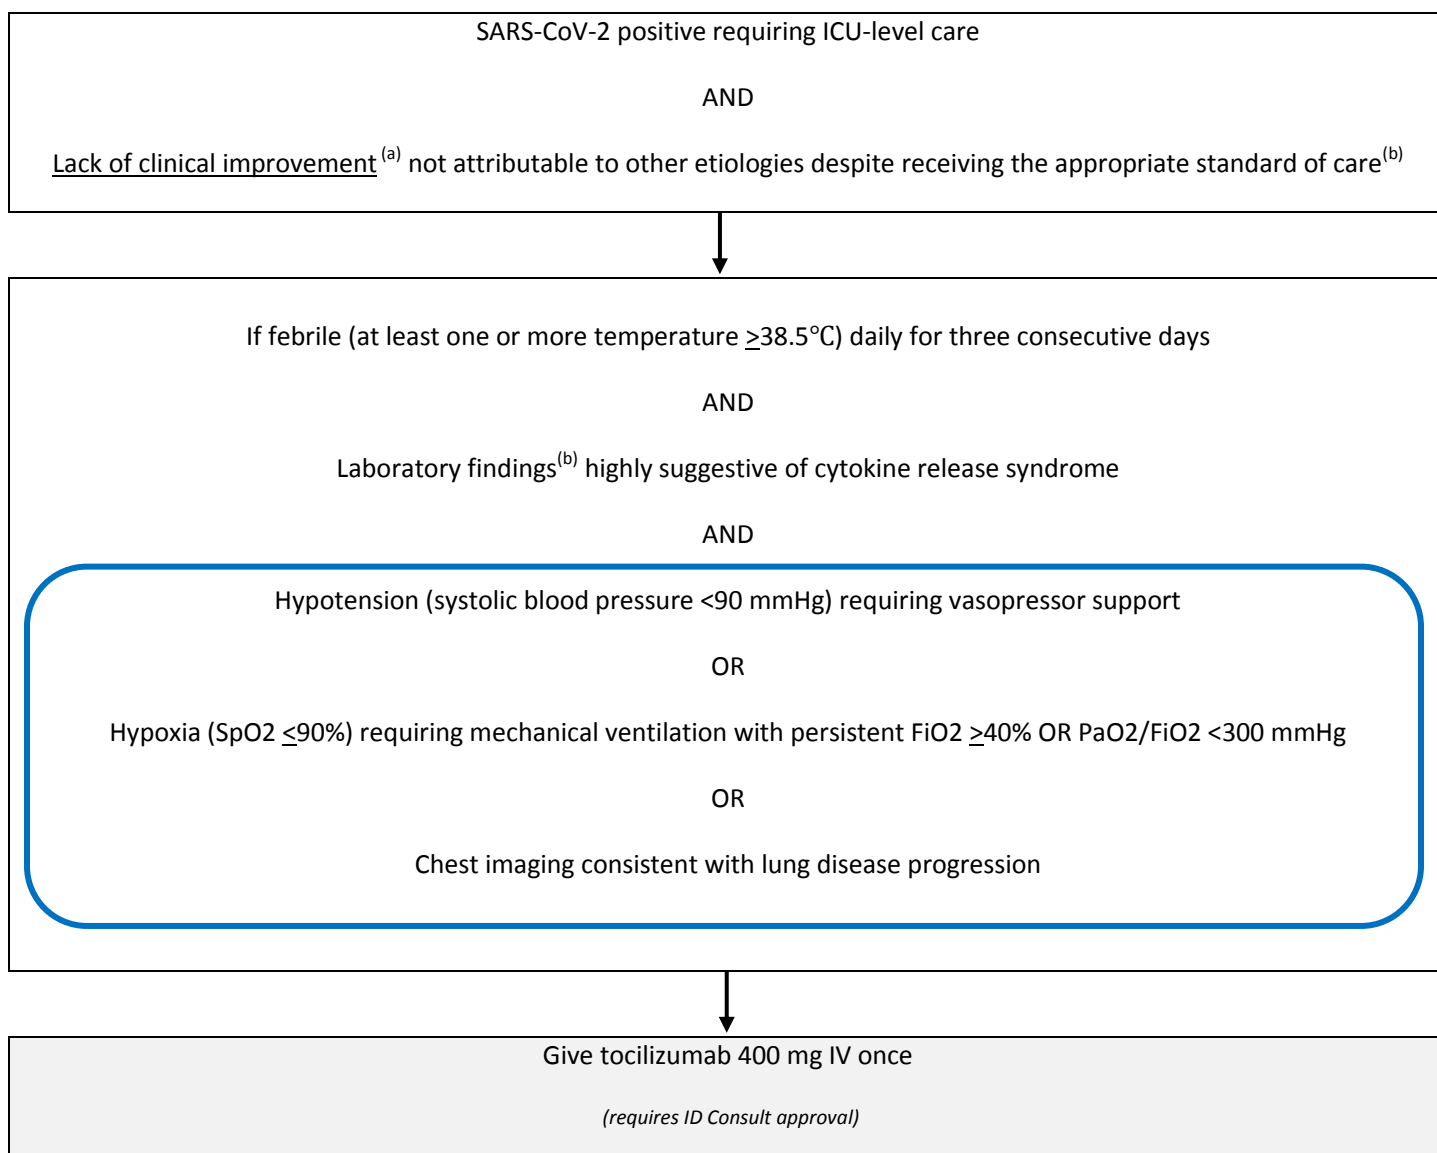 SARS-CoV-2 positive requiring ICU-level care
AND
Lack of clinical improvement (a) not attributable to other etiologies despite receiving the appropriate standard of care(b)
If febrile (at least one or more temperature ≥38.5℃) daily for three consecutive days
AND
Laboratory findings(b) highly suggestive of cytokine release syndrome
AND
Hypotension (systolic blood pressure <90 mmHg) requiring vasopressor support
OR
Hypoxia (SpO2 ≤90%) requiring mechanical ventilation with persistent FiO2 ≥40% OR PaO2/FiO2 <300 mmHg
OR
Chest imaging consistent with lung disease progression
Give tocilizumab 400 mg IV once
(requires ID Consult approval)